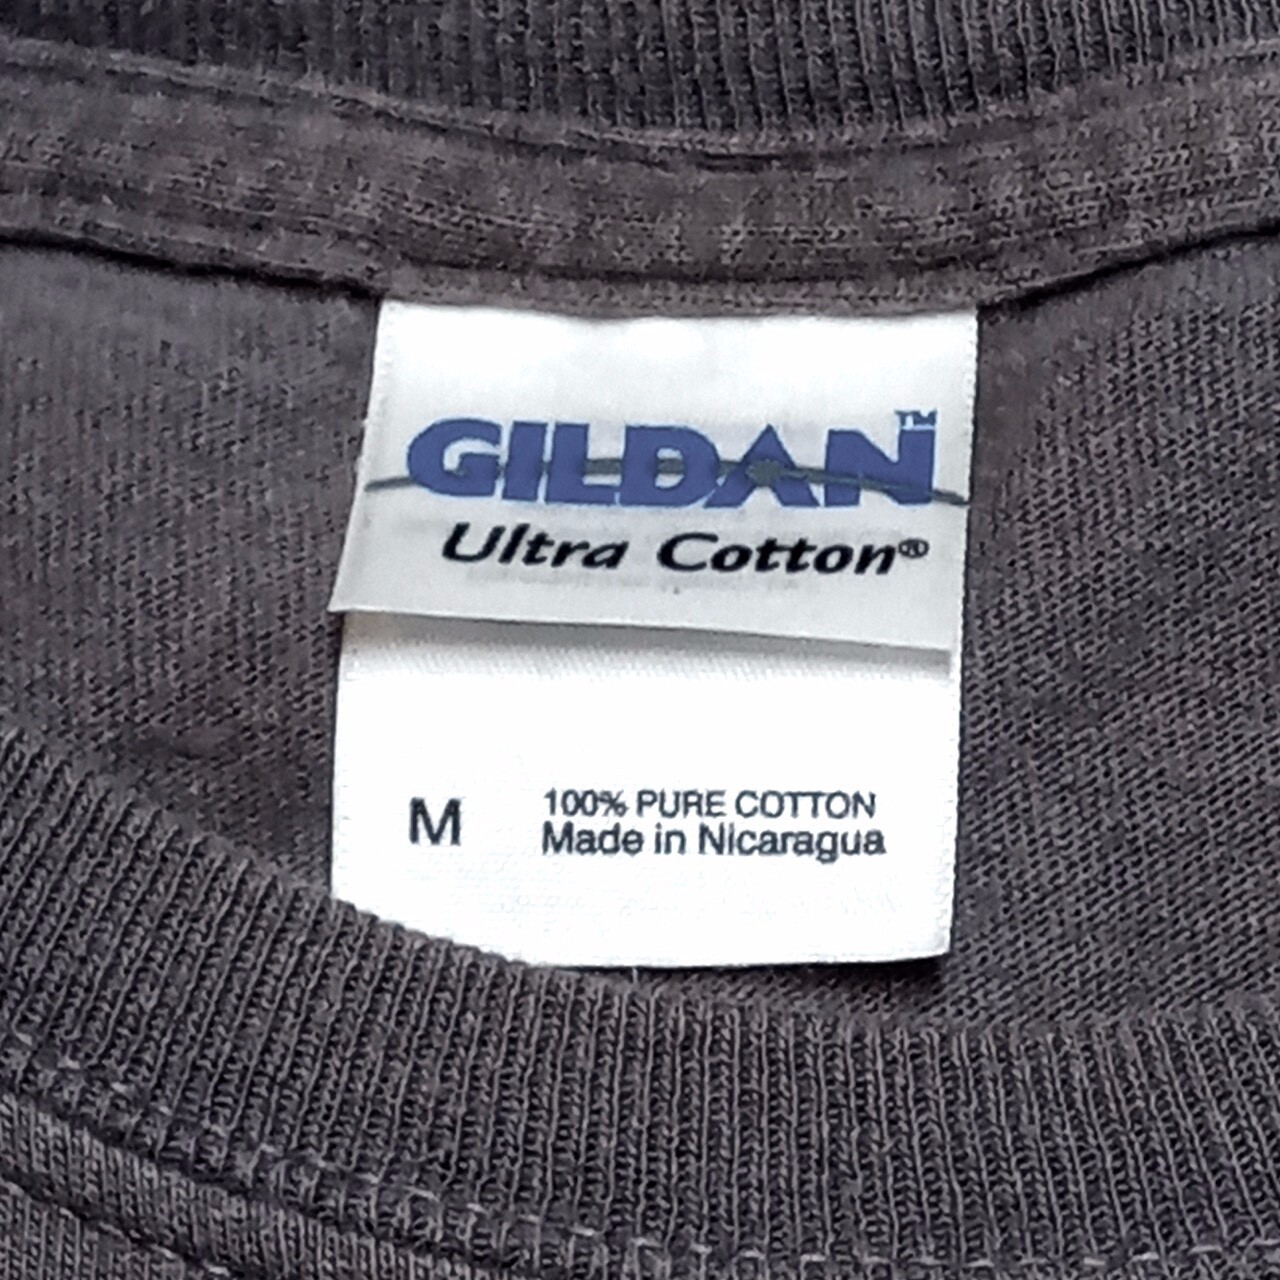 GILDAN™
Ultra Cotton®
M
100% PURE COTTON
Made in Nicaragua